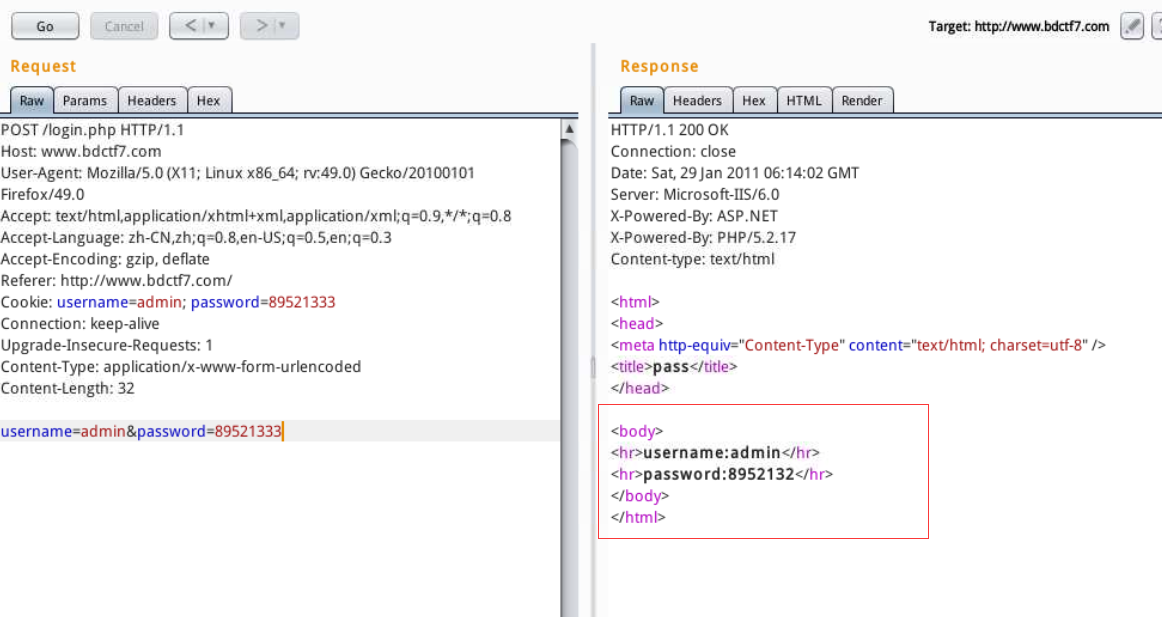 Go Cancel < > Target: http://www.bdctf7.com
Request
Raw Params Headers Hex
POST /login.php HTTP/1.1
Host: www.bdctf7.com
User-Agent: Mozilla/5.0 (X11; Linux x86_64; rv:49.0) Gecko/20100101
Firefox/49.0
Accept: text/html,application/xhtml+xml,application/xml;q=0.9,*/*;q=0.8
Accept-Language: zh-CN,zh;q=0.8,en-US;q=0.5,en;q=0.3
Accept-Encoding: gzip, deflate
Referer: http://www.bdctf7.com/
Cookie: username=admin; password=89521333
Connection: keep-alive
Upgrade-Insecure-Requests: 1
Content-Type: application/x-www-form-urlencoded
Content-Length: 32
username=admin&password=89521333
Response
Raw Headers Hex HTML Render
HTTP/1.1 200 OK
Connection: close
Date: Sat, 29 Jan 2011 06:14:02 GMT
Server: Microsoft-IIS/6.0
X-Powered-By: ASP.NET
X-Powered-By: PHP/5.2.17
Content-type: text/html
<html>
<head>
<meta http-equiv="Content-Type" content="text/html; charset=utf-8" />
<title>pass</title>
</head>
<body>
<hr>username:admin</hr>
<hr>password:8952132</hr>
</body>
</html>